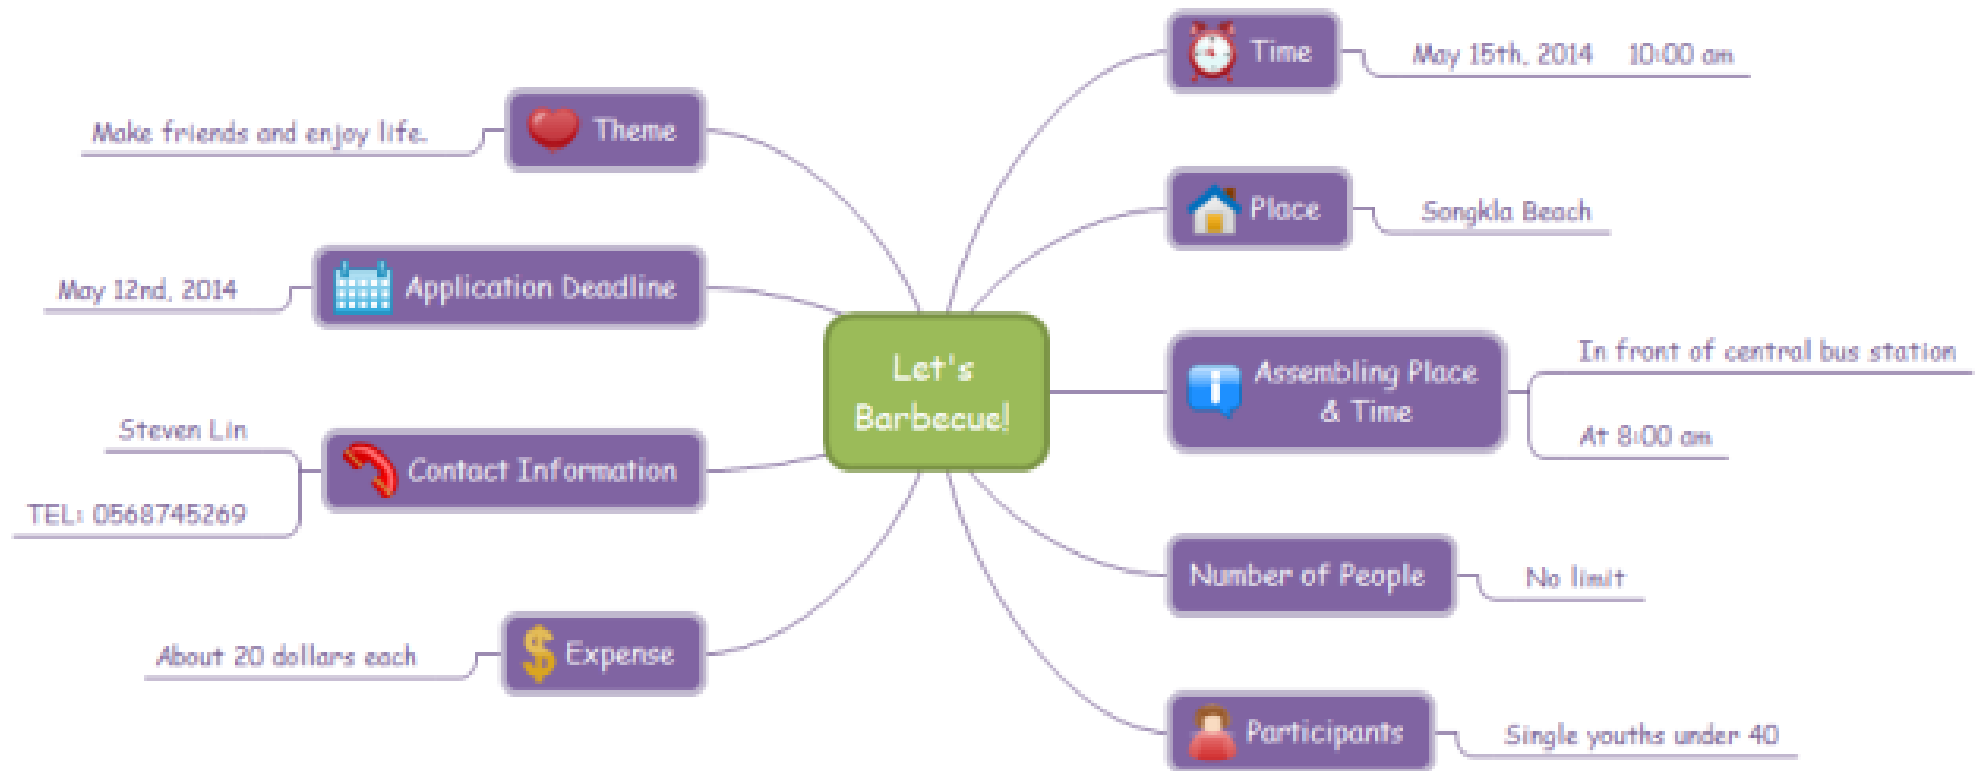 Let's
Barbecue!
Time
May 15th, 2014 10:00 am
Place
Songkla Beach
Assembling Place
& Time
In front of central bus station
At 8:00 am
Number of People
No limit
Participants
Single youths under 40
Theme
Make friends and enjoy life.
Application Deadline
May 12nd, 2014
Contact Information
Steven Lin
TEL: 0568745269
Expense
About 20 dollars each